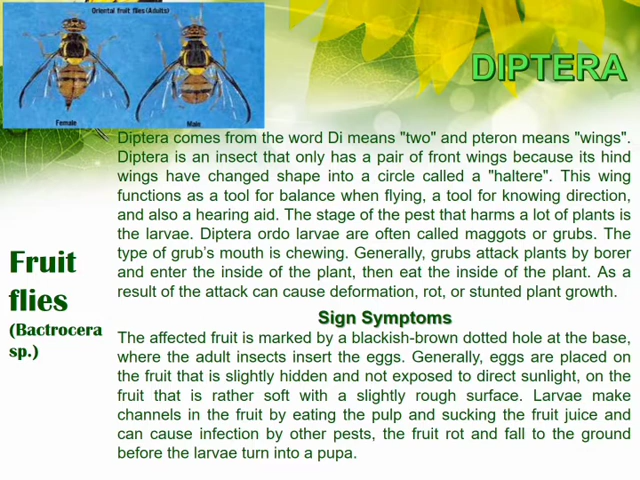 Oriental fruit flies (Adults)
Female
Male
DIPTERA
Diptera comes from the word Di means "two" and pteron means "wings".
Diptera is an insect that only has a pair of front wings because its hind
wings have changed shape into a circle called a "haltere". This wing
functions as a tool for balance when flying, a tool for knowing direction,
and also a hearing aid. The stage of the pest that harms a lot of plants is
the larvae. Diptera ordo larvae are often called maggots or grubs. The
type of grub's mouth is chewing. Generally, grubs attack plants by borer
and enter the inside of the plant, then eat the inside of the plant. As a
result of the attack can cause deformation, rot, or stunted plant growth.
Fruit
flies
(Bactrocera
sp.)
Sign Symptoms
The affected fruit is marked by a blackish-brown dotted hole at the base,
where the adult insects insert the eggs. Generally, eggs are placed on
the fruit that is slightly hidden and not exposed to direct sunlight, on the
fruit that is rather soft with a slightly rough surface. Larvae make
channels in the fruit by eating the pulp and sucking the fruit juice and
can cause infection by other pests, the fruit rot and fall to the ground
before the larvae turn into a pupa.